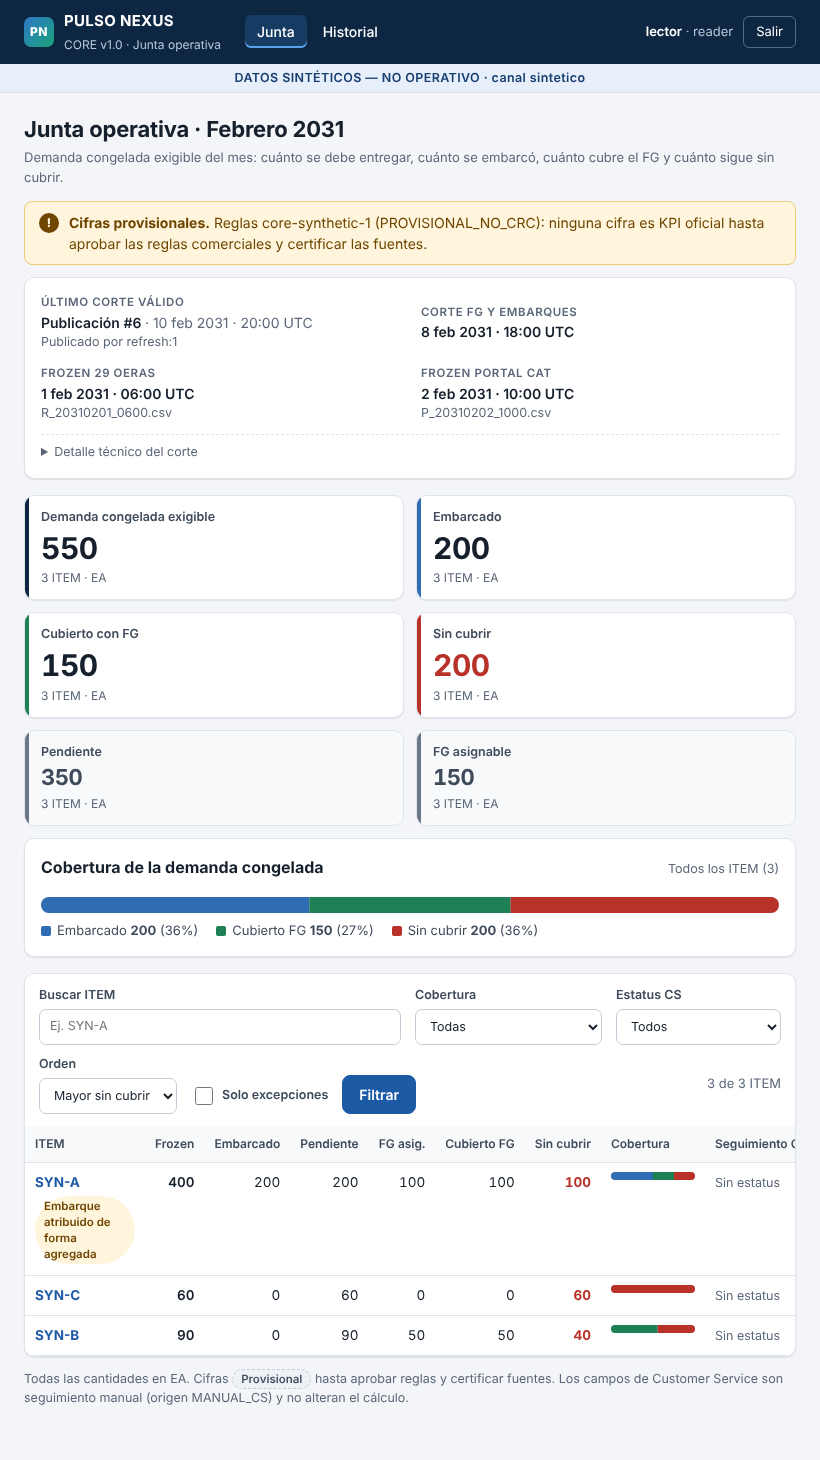 PN
PULSO NEXUS
CORE v1.0 · Junta operativa
Junta
Historial
lector · reader
Salir
DATOS SINTÉTICOS — NO OPERATIVO · canal sintetico
Junta operativa · Febrero 2031
Demanda congelada exigible del mes: cuánto se debe entregar, cuánto se embarcó, cuánto cubre el FG y cuánto sigue sin
cubrir.
! Cifras provisionales. Reglas core-synthetic-1 (PROVISIONAL_NO_CRC): ninguna cifra es KPI oficial hasta
aprobar las reglas comerciales y certificar las fuentes.
ÚLTIMO CORTE VÁLIDO
Publicación #6 · 10 feb 2031 · 20:00 UTC
Publicado por refresh:1
CORTE FG Y EMBARQUES
8 feb 2031 · 18:00 UTC
FROZEN 29 OERAS
1 feb 2031 · 06:00 UTC
R_20310201_0600.csv
FROZEN PORTAL CAT
2 feb 2031 · 10:00 UTC
P_20310202_1000.csv
Detalle técnico del corte
Demanda congelada exigible
550
3 ITEM · EA
Embarcado
200
3 ITEM · EA
Cubierto con FG
150
3 ITEM · EA
Sin cubrir
200
3 ITEM · EA
Pendiente
350
3 ITEM · EA
FG asignable
150
3 ITEM · EA
Cobertura de la demanda congelada
Todos los ITEM (3)
Embarcado 200 (36%) Cubierto FG 150 (27%) Sin cubrir 200 (36%)
Buscar ITEM
Ej. SYN-A
Cobertura
Todas
Estatus CS
Todos
Orden
Mayor sin cubrir
Solo excepciones
Filtrar
3 de 3 ITEM
ITEM Frozen Embarcado Pendiente FG asig. Cubierto FG Sin cubrir Cobertura Seguimiento
SYN-A 400 200 200 100 100 100 Sin estatus
Embarque
atribuido de
forma
agregada
SYN-C 60 0 60 0 0 60 Sin estatus
SYN-B 90 0 90 50 50 40 Sin estatus
Todas las cantidades en EA. Cifras Provisional hasta aprobar reglas y certificar fuentes. Los campos de Customer Service son
seguimiento manual (origen MANUAL_CS) y no alteran el cálculo.